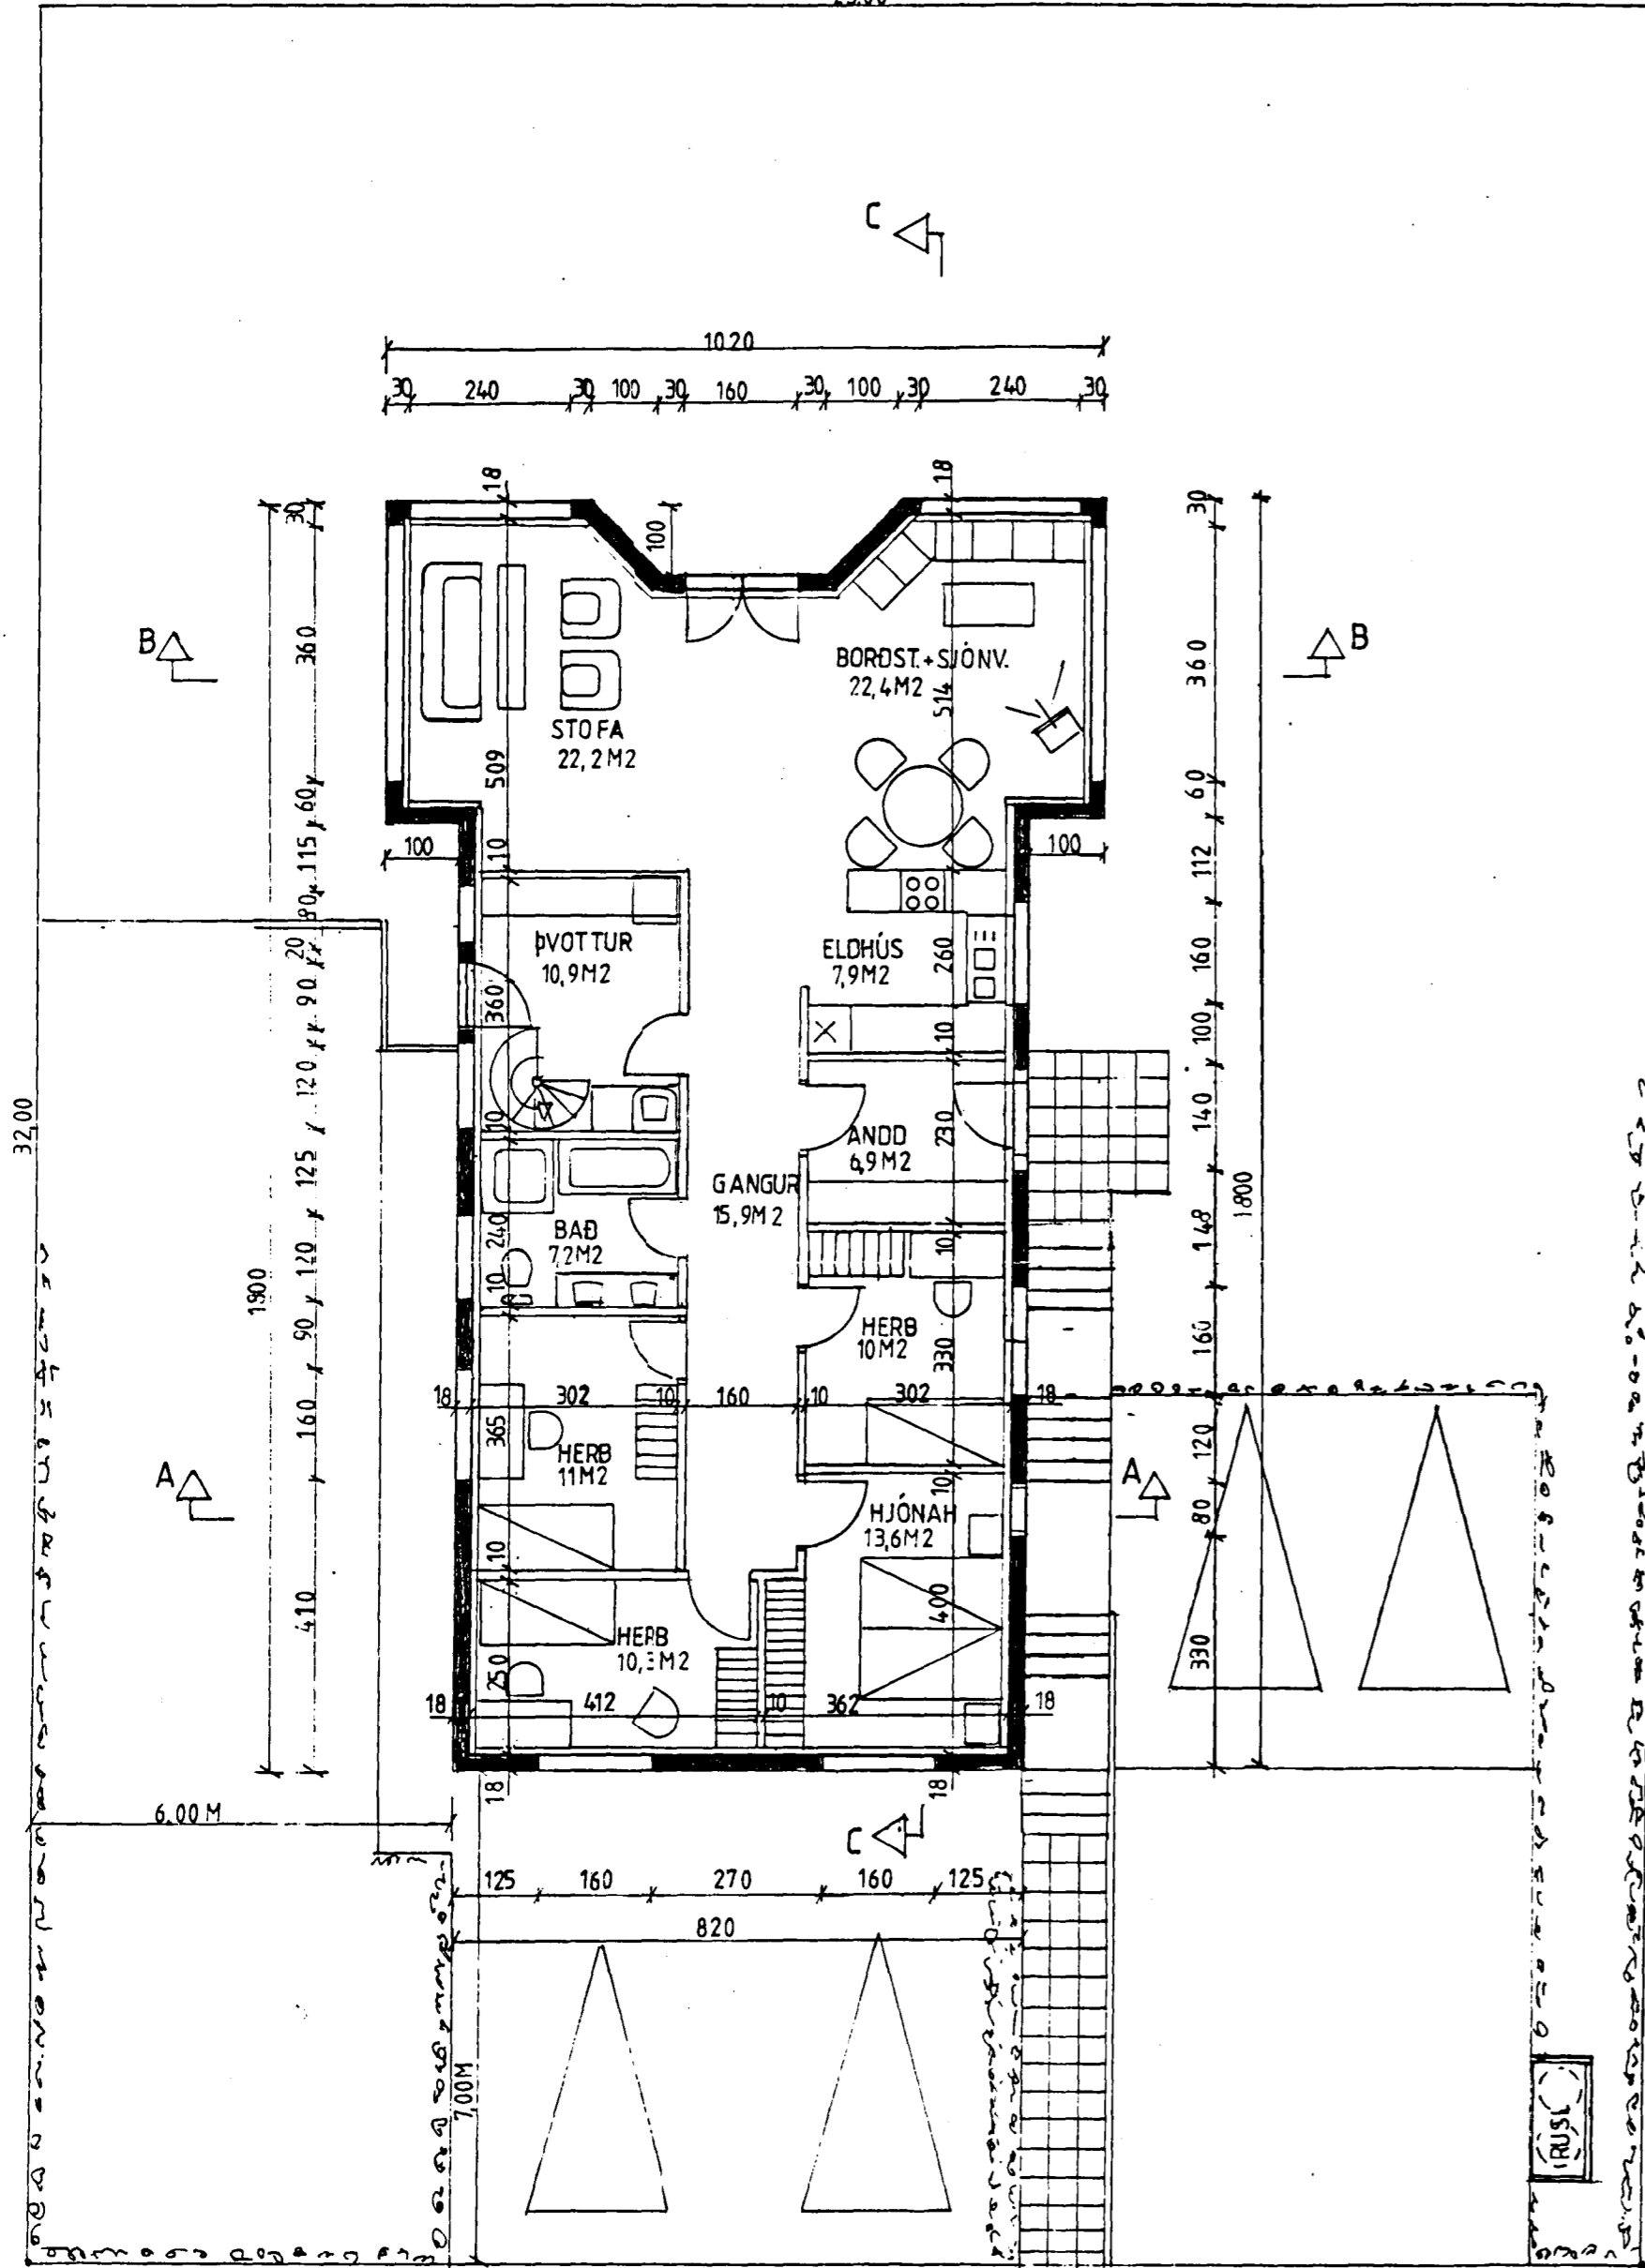 C
1020
30 240 30 100 30 160 30 100 30 240 30
18 18
30 100 30
B 360 360 B
BORDST.+SJÓNV.
22,4M2
514
STOFA
22,2M2
509
60 60
100 115 10 100 112
80
20
ÞVOTTUR
10,9M2
ELDHÚS
7,9M2
260 160
90 360
10 100
120
32,00
10
ANDD
6,9M2
230 140
125
GANGUR
15,9M2
1800
BAÐ
7,2M2
240
10 148
120 10
1800
90
HERB
10M2
330 160
18 302 10 160 10 302 18
160 365
HERB
11M2
120
A 10 A
HJÓNAH
13,6M2
80
10
410 400
HERB
10,3M2
250 330
18 412 10 362 18
18 18
6,00M
C
125 160 270 160 125
820
7,00M
RUSL